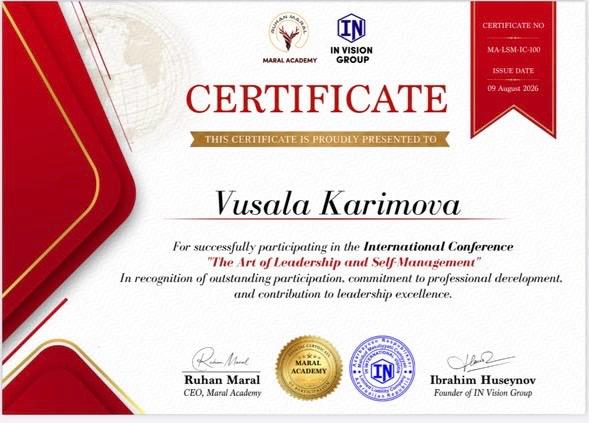 RUHAN MARAL
MARAL ACADEMY
IN
IN VISION
GROUP
CERTIFICATE NO
MA-LSM-IC-100
ISSUE DATE
09 August 2026
CERTIFICATE
THIS CERTIFICATE IS PROUDLY PRESENTED TO
Vusala Karimova
For successfully participating in the International Conference
"The Art of Leadership and Self-Management"
In recognition of outstanding participation, commitment to professional development,
and contribution to leadership excellence.
Ruhan Maral
Ruhan Maral
CEO, Maral Academy
MARAL
ACADEMY
IN
Ibrahim Huseynov
Founder of IN Vision Group